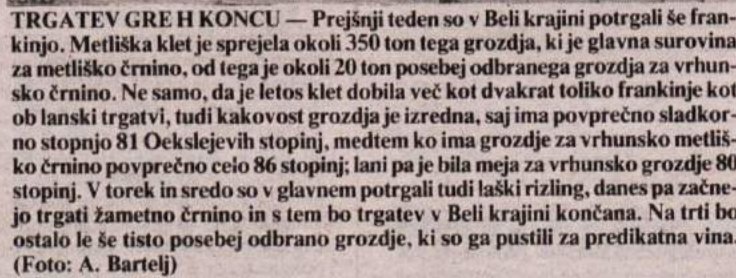 TRGATEV GRE H KONCU — Prejšnji teden so v Beli krajini potrgali še fran-
kinjo. Metliška klet je sprejela okoli 350 ton tega grozdja, ki je glavna surovina
za metliško črnino, od tega je okoli 20 ton posebej odbranega grozdja za vrhun-
sko črnino. Ne samo, da je letos klet dobila več kot dvakrat toliko frankinje kot
ob lanski trgatvi, tudi kakovost grozdja je izredna, saj ima povprečno sladkor-
no stopnjo 81 Oekslejevih stopinj, medtem ko ima grozdje za vrhunsko metliš-
ko črnino povprečno celo 86 stopinj; lani pa je bila meja za vrhunsko grozdje 80
stopinj. V torek in sredo so v glavnem potrgali tudi laški rizling, danes pa začne-
jo trgati žametno črnino in s tem bo trgatev v Beli krajini končana. Na trti bo
ostalo le še tisto posebej odbrano grozdje, ki so ga pustili za predikatna vina.
(Foto: A. Bartelj)